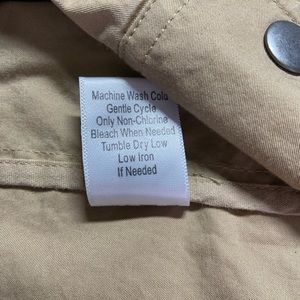 Machine Wash Cold
Gentle Cycle
Only Non-Chlorine
Bleach When Needed
Tumble Dry Low
Low Iron
If Needed